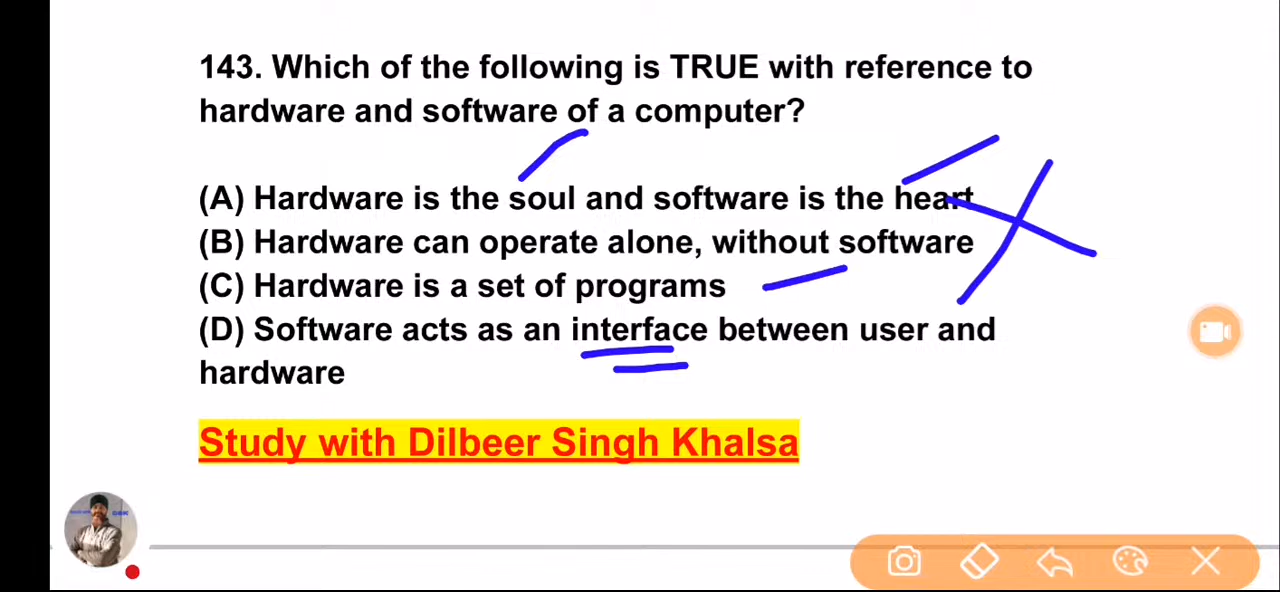 143. Which of the following is TRUE with reference to
hardware and software of a computer?
(A) Hardware is the soul and software is the heart
(B) Hardware can operate alone, without software
(C) Hardware is a set of programs
(D) Software acts as an interface between user and
hardware
Study with Dilbeer Singh Khalsa